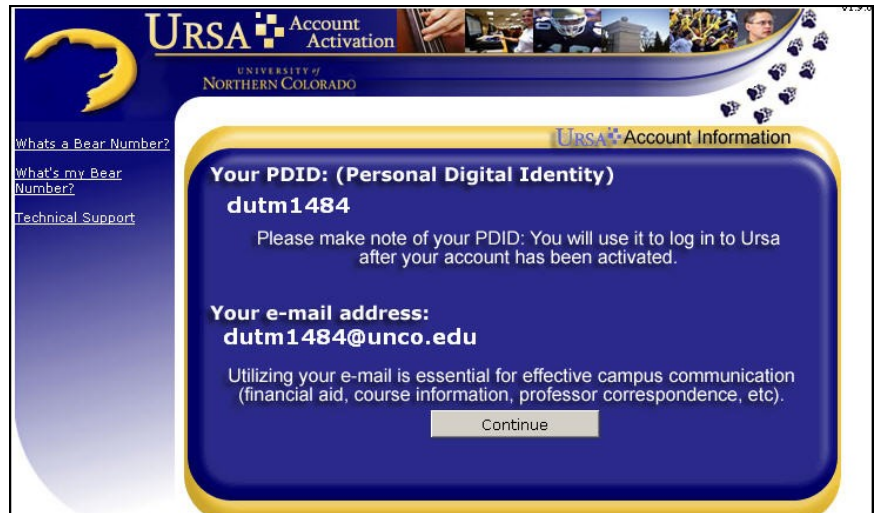 URSA Account
Activation
UNIVERSITY of
NORTHERN COLORADO
v1.9.0
Whats a Bear Number?
What's my Bear
Number?
Technical Support
URSA Account Information
Your PDID: (Personal Digital Identity)
dutm1484
Please make note of your PDID: You will use it to log in to Ursa
after your account has been activated.
Your e-mail address:
dutm1484@unco.edu
Utilizing your e-mail is essential for effective campus communication
(financial aid, course information, professor correspondence, etc).
Continue